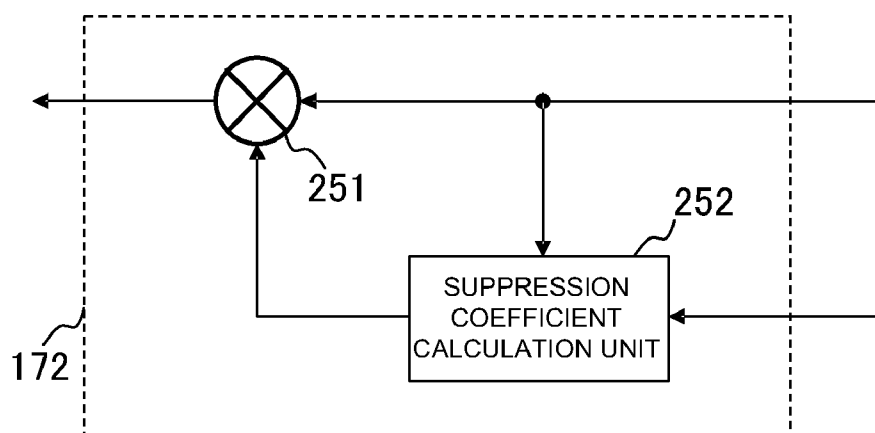 251
252
SUPPRESSION
COEFFICIENT
CALCULATION UNIT
172